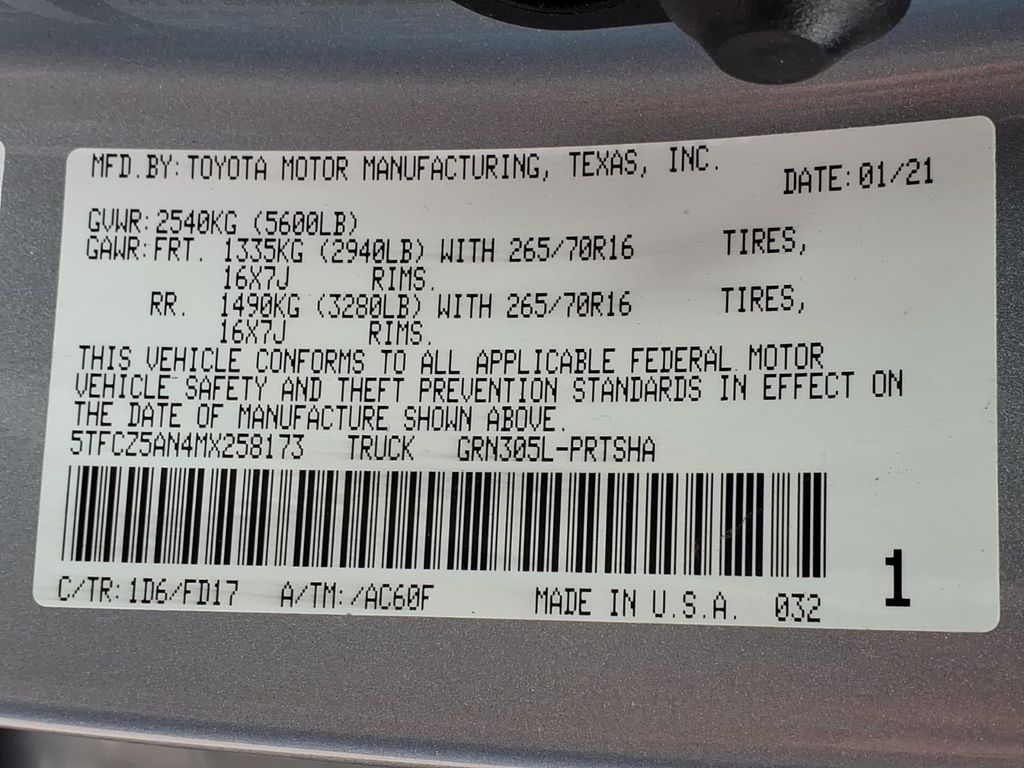 MFD.BY: TOYOTA MOTOR MANUFACTURING, TEXAS, INC. DATE: 01/21
GVWR: 2540KG (5600LB)
GAWR: FRT. 1335KG (2940LB) WITH 265/70R16 TIRES,
16X7J RIMS.
RR. 1490KG (3280LB) WITH 265/70R16 TIRES,
16X7J RIMS.
THIS VEHICLE CONFORMS TO ALL APPLICABLE FEDERAL MOTOR
VEHICLE SAFETY AND THEFT PREVENTION STANDARDS IN EFFECT ON
THE DATE OF MANUFACTURE SHOWN ABOVE.
5TFCZ5AN4MX258173 TRUCK GRN305L-PRTSHA
C/TR: 1D6/FD17 A/TM: /AC60F MADE IN U.S.A. 032 1